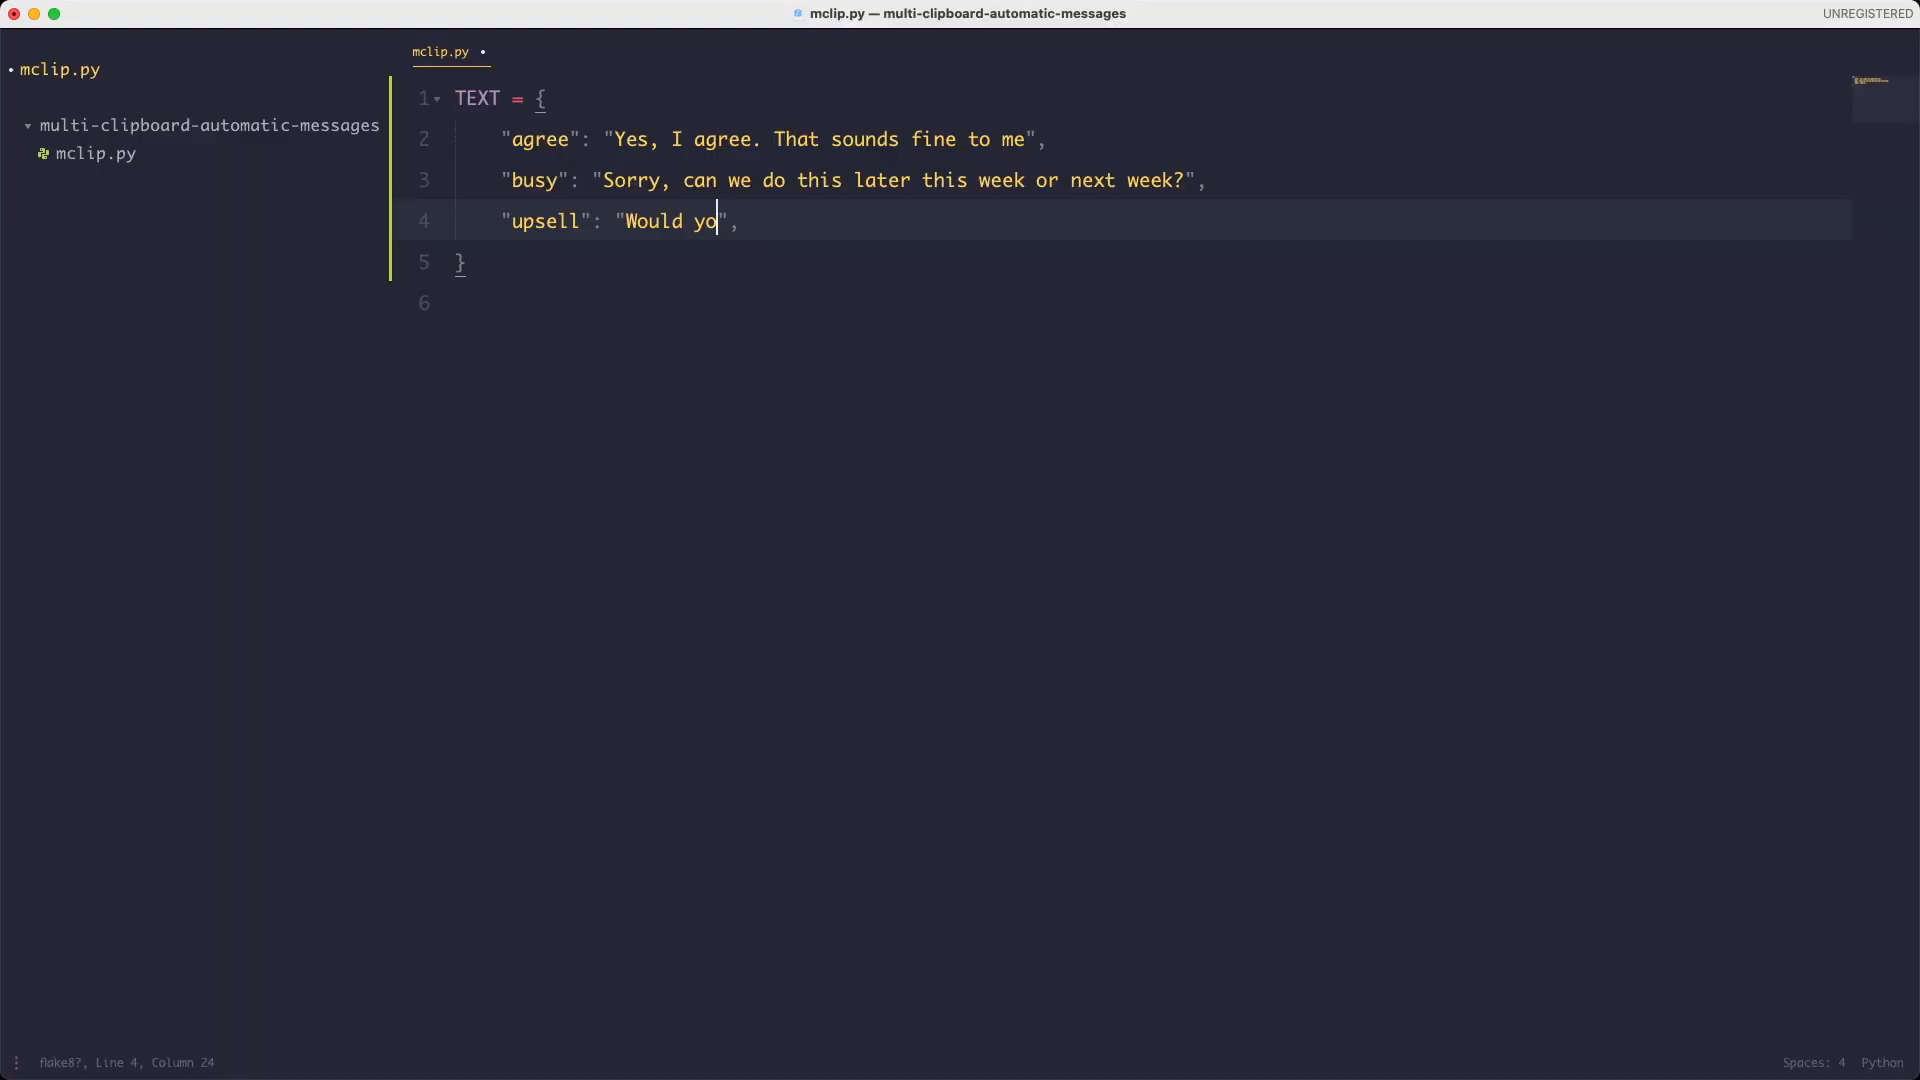 mclip.py — multi-clipboard-automatic-messages
UNREGISTERED
mclip.py
multi-clipboard-automatic-messages
mclip.py
mclip.py
1 TEXT = {
2 "agree": "Yes, I agree. That sounds fine to me",
3 "busy": "Sorry, can we do this later this week or next week?",
4 "upsell": "Would yo",
5 }
6
flake8?, Line 4, Column 24
Spaces: 4 Python